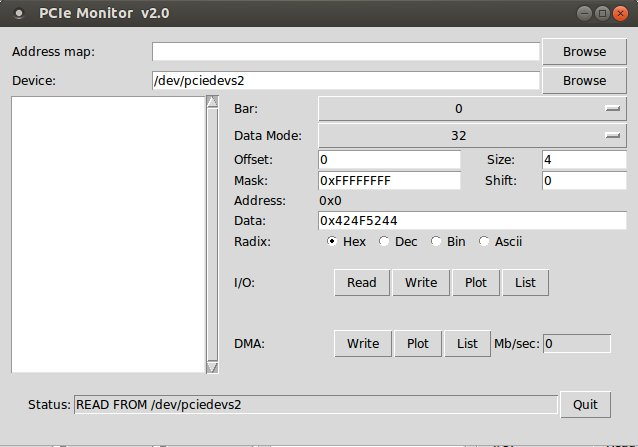 PCIe Monitor v2.0
Address map: Browse
Device: /dev/pciedevs2 Browse
Bar: 0
Data Mode: 32
Offset: 0 Size: 4
Mask: 0xFFFFFFFF Shift: 0
Address: 0x0
Data: 0x424F5244
Radix: Hex Dec Bin Ascii
I/O: Read Write Plot List
DMA: Write Plot List Mb/sec: 0
Status: READ FROM /dev/pciedevs2 Quit